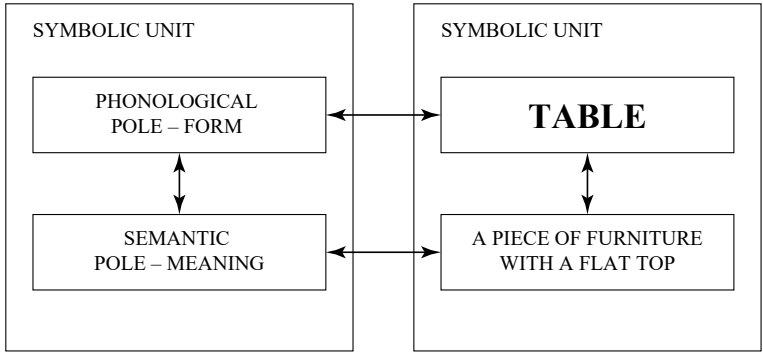 SYMBOLIC UNIT
PHONOLOGICAL
POLE – FORM
SEMANTIC
POLE – MEANING
SYMBOLIC UNIT
TABLE
A PIECE OF FURNITURE
WITH A FLAT TOP